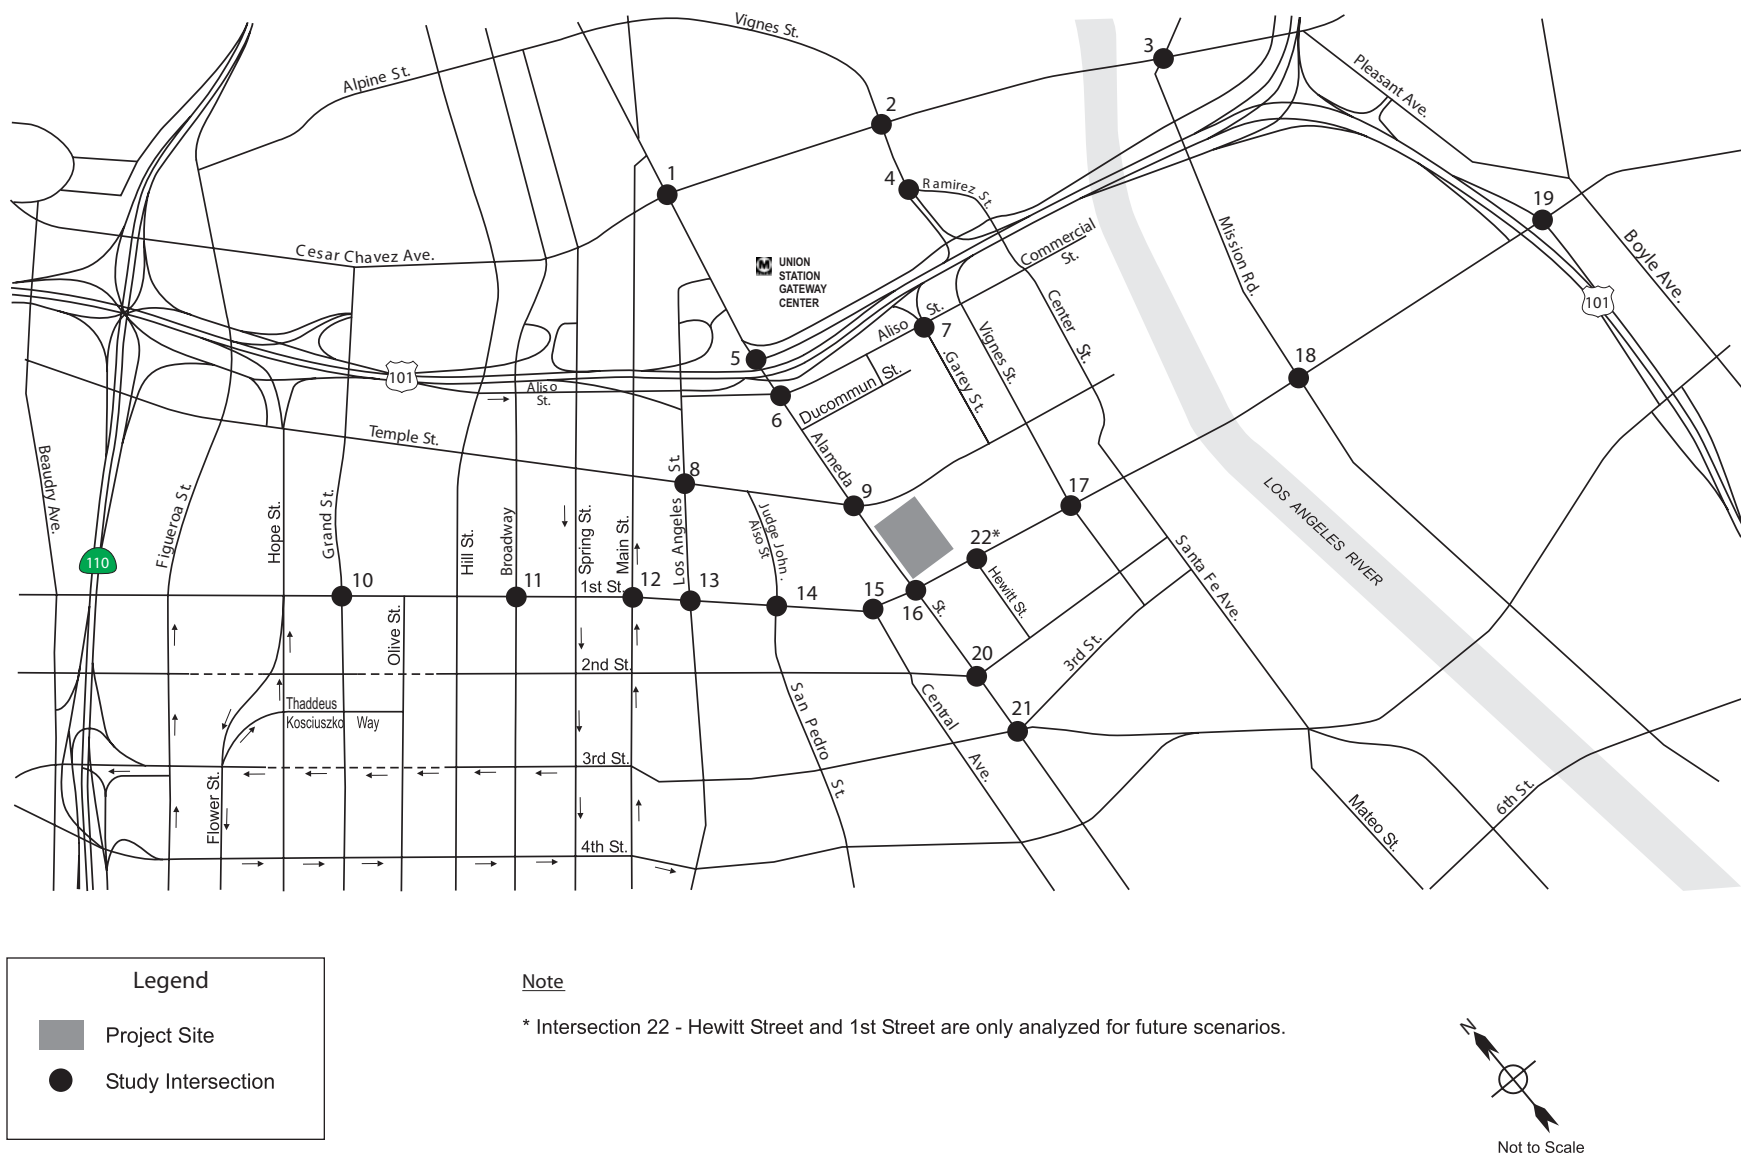 Vignes St.
3
Alpine St.
Pleasant Ave.
2
1
4
Ramirez St.
19
Cesar Chavez Ave.
Commercial
St.
Mission Rd.
Boyle Ave.
M
UNION
STATION
GATEWAY
CENTER
101
Center St.
Aliso St.
7
Vignes St.
5
18
101
Aliso
St.
Ducommun St.
Garey St.
6
Temple St.
Alameda
St.
Beaudry Ave.
8
9
17
LOS ANGELES RIVER
Figueroa St.
Hope St.
Grand St.
Hill St.
Broadway
Spring St.
Main St.
Los Angeles St.
Judge John
Aiso St
22*
Santa Fe Ave.
110
10
11
1st St.
12
13
14
15
16
Hewitt St.
Olive St.
2nd St.
20
3rd St.
Thaddeus
Kosciuszko Way
San Pedro St.
Central Ave.
21
3rd St.
Flower St.
Mateo St.
6th St.
4th St.
Legend
Project Site
Study Intersection
Note
* Intersection 22 - Hewitt Street and 1st Street are only analyzed for future scenarios.
N
Not to Scale